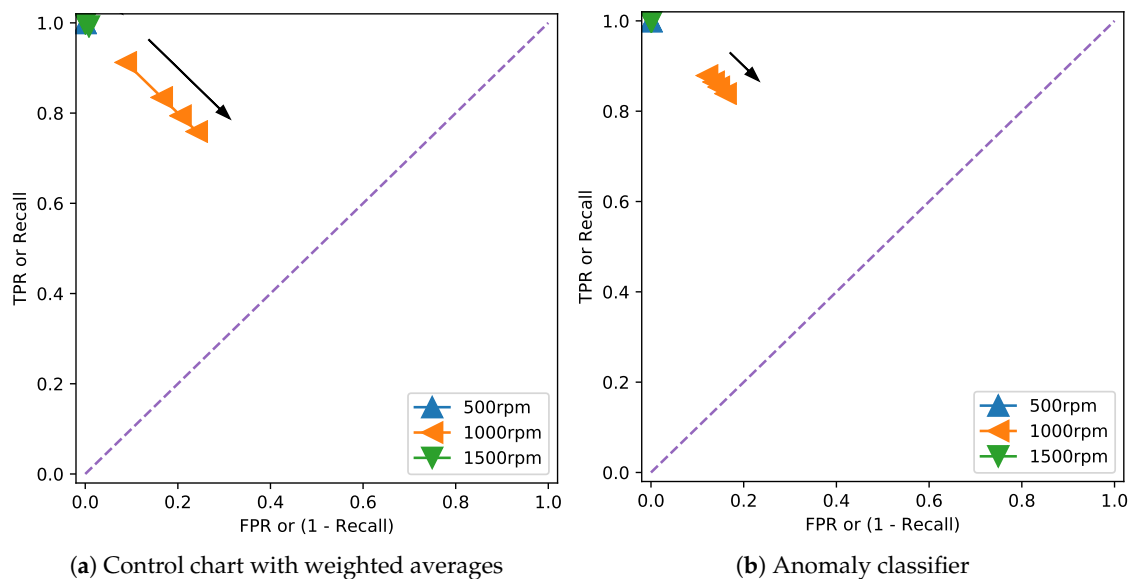 1.0
0.8
0.6
0.4
0.2
0.0
TPR or Recall
0.0 0.2 0.4 0.6 0.8 1.0
FPR or (1 - Recall)
500rpm
1000rpm
1500rpm
(a) Control chart with weighted averages
1.0
0.8
0.6
0.4
0.2
0.0
TPR or Recall
0.0 0.2 0.4 0.6 0.8 1.0
FPR or (1 - Recall)
500rpm
1000rpm
1500rpm
(b) Anomaly classifier